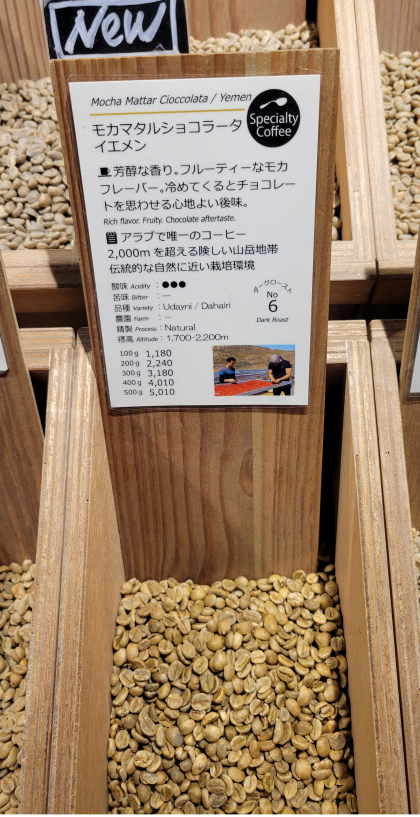 New
Mocha Mattar Cioccolata / Yemen
Specialty
Coffee
モカマタルショコラータ
イエメン
芳醇な香り。フルーティーなモカ
フレーバー。冷めてくるとチョコレー
トを思わせる心地よい後味。
Rich flavor. Fruity. Chocolate aftertaste.
アラブで唯一のコーヒー
2,000mを超える険しい山岳地帯
伝統的な自然に近い栽培環境
酸味 Acidity : ●●●
苦味 Bitter : —
品種 Variety : Udayni / Dahairi
農園 Farm : —
精製 Process : Natural
標高 Altitude : 1,700-2,200m
ダークロースト
No
6
Dark Roast
100g 1,180
200g 2,240
300g 3,180
400g 4,010
500g 5,010